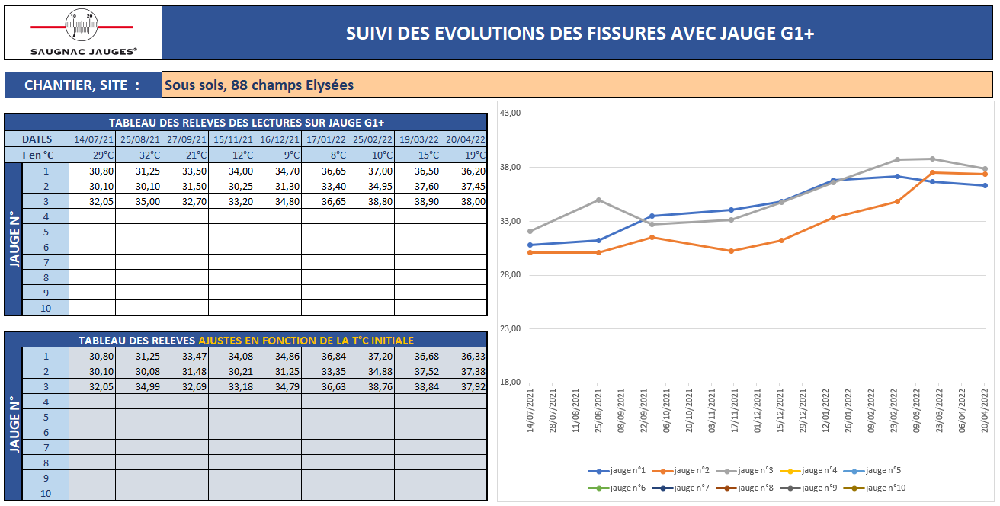 10 20
SAUGNAC JAUGES®
SUIVI DES EVOLUTIONS DES FISSURES AVEC JAUGE G1+
CHANTIER, SITE : Sous sols, 88 champs Elysées
TABLEAU DES RELEVES DES LECTURES SUR JAUGE G1+
DATES 14/07/21 25/08/21 27/09/21 15/11/21 16/12/21 17/01/22 25/02/22 19/03/22 20/04/22
T en °C 29°C 32°C 21°C 12°C 9°C 8°C 10°C 15°C 19°C
JAUGE N°
1 30,80 31,25 33,50 34,00 34,70 36,65 37,00 36,50 36,20
2 30,10 30,10 31,50 30,25 31,30 33,40 34,95 37,60 37,45
3 32,05 35,00 32,70 33,20 34,80 36,65 38,80 38,90 38,00
4
5
6
7
8
9
10
TABLEAU DES RELEVES AJUSTES EN FONCTION DE LA T°C INITIALE
JAUGE N°
1 30,80 31,25 33,47 34,08 34,86 36,84 37,20 36,68 36,33
2 30,10 30,08 31,48 30,21 31,25 33,35 34,88 37,52 37,38
3 32,05 34,99 32,69 33,18 34,79 36,63 38,76 38,84 37,92
4
5
6
7
8
9
10
43,00
38,00
33,00
28,00
23,00
18,00
14/07/2021 28/07/2021 11/08/2021 25/08/2021 08/09/2021 22/09/2021 06/10/2021 20/10/2021 03/11/2021 17/11/2021 01/12/2021 15/12/2021 29/12/2021 12/01/2022 26/01/2022 09/02/2022 23/02/2022 09/03/2022 23/03/2022 06/04/2022 20/04/2022
jauge n°1 jauge n°2 jauge n°3 jauge n°4 jauge n°5
jauge n°6 jauge n°7 jauge n°8 jauge n°9 jauge n°10